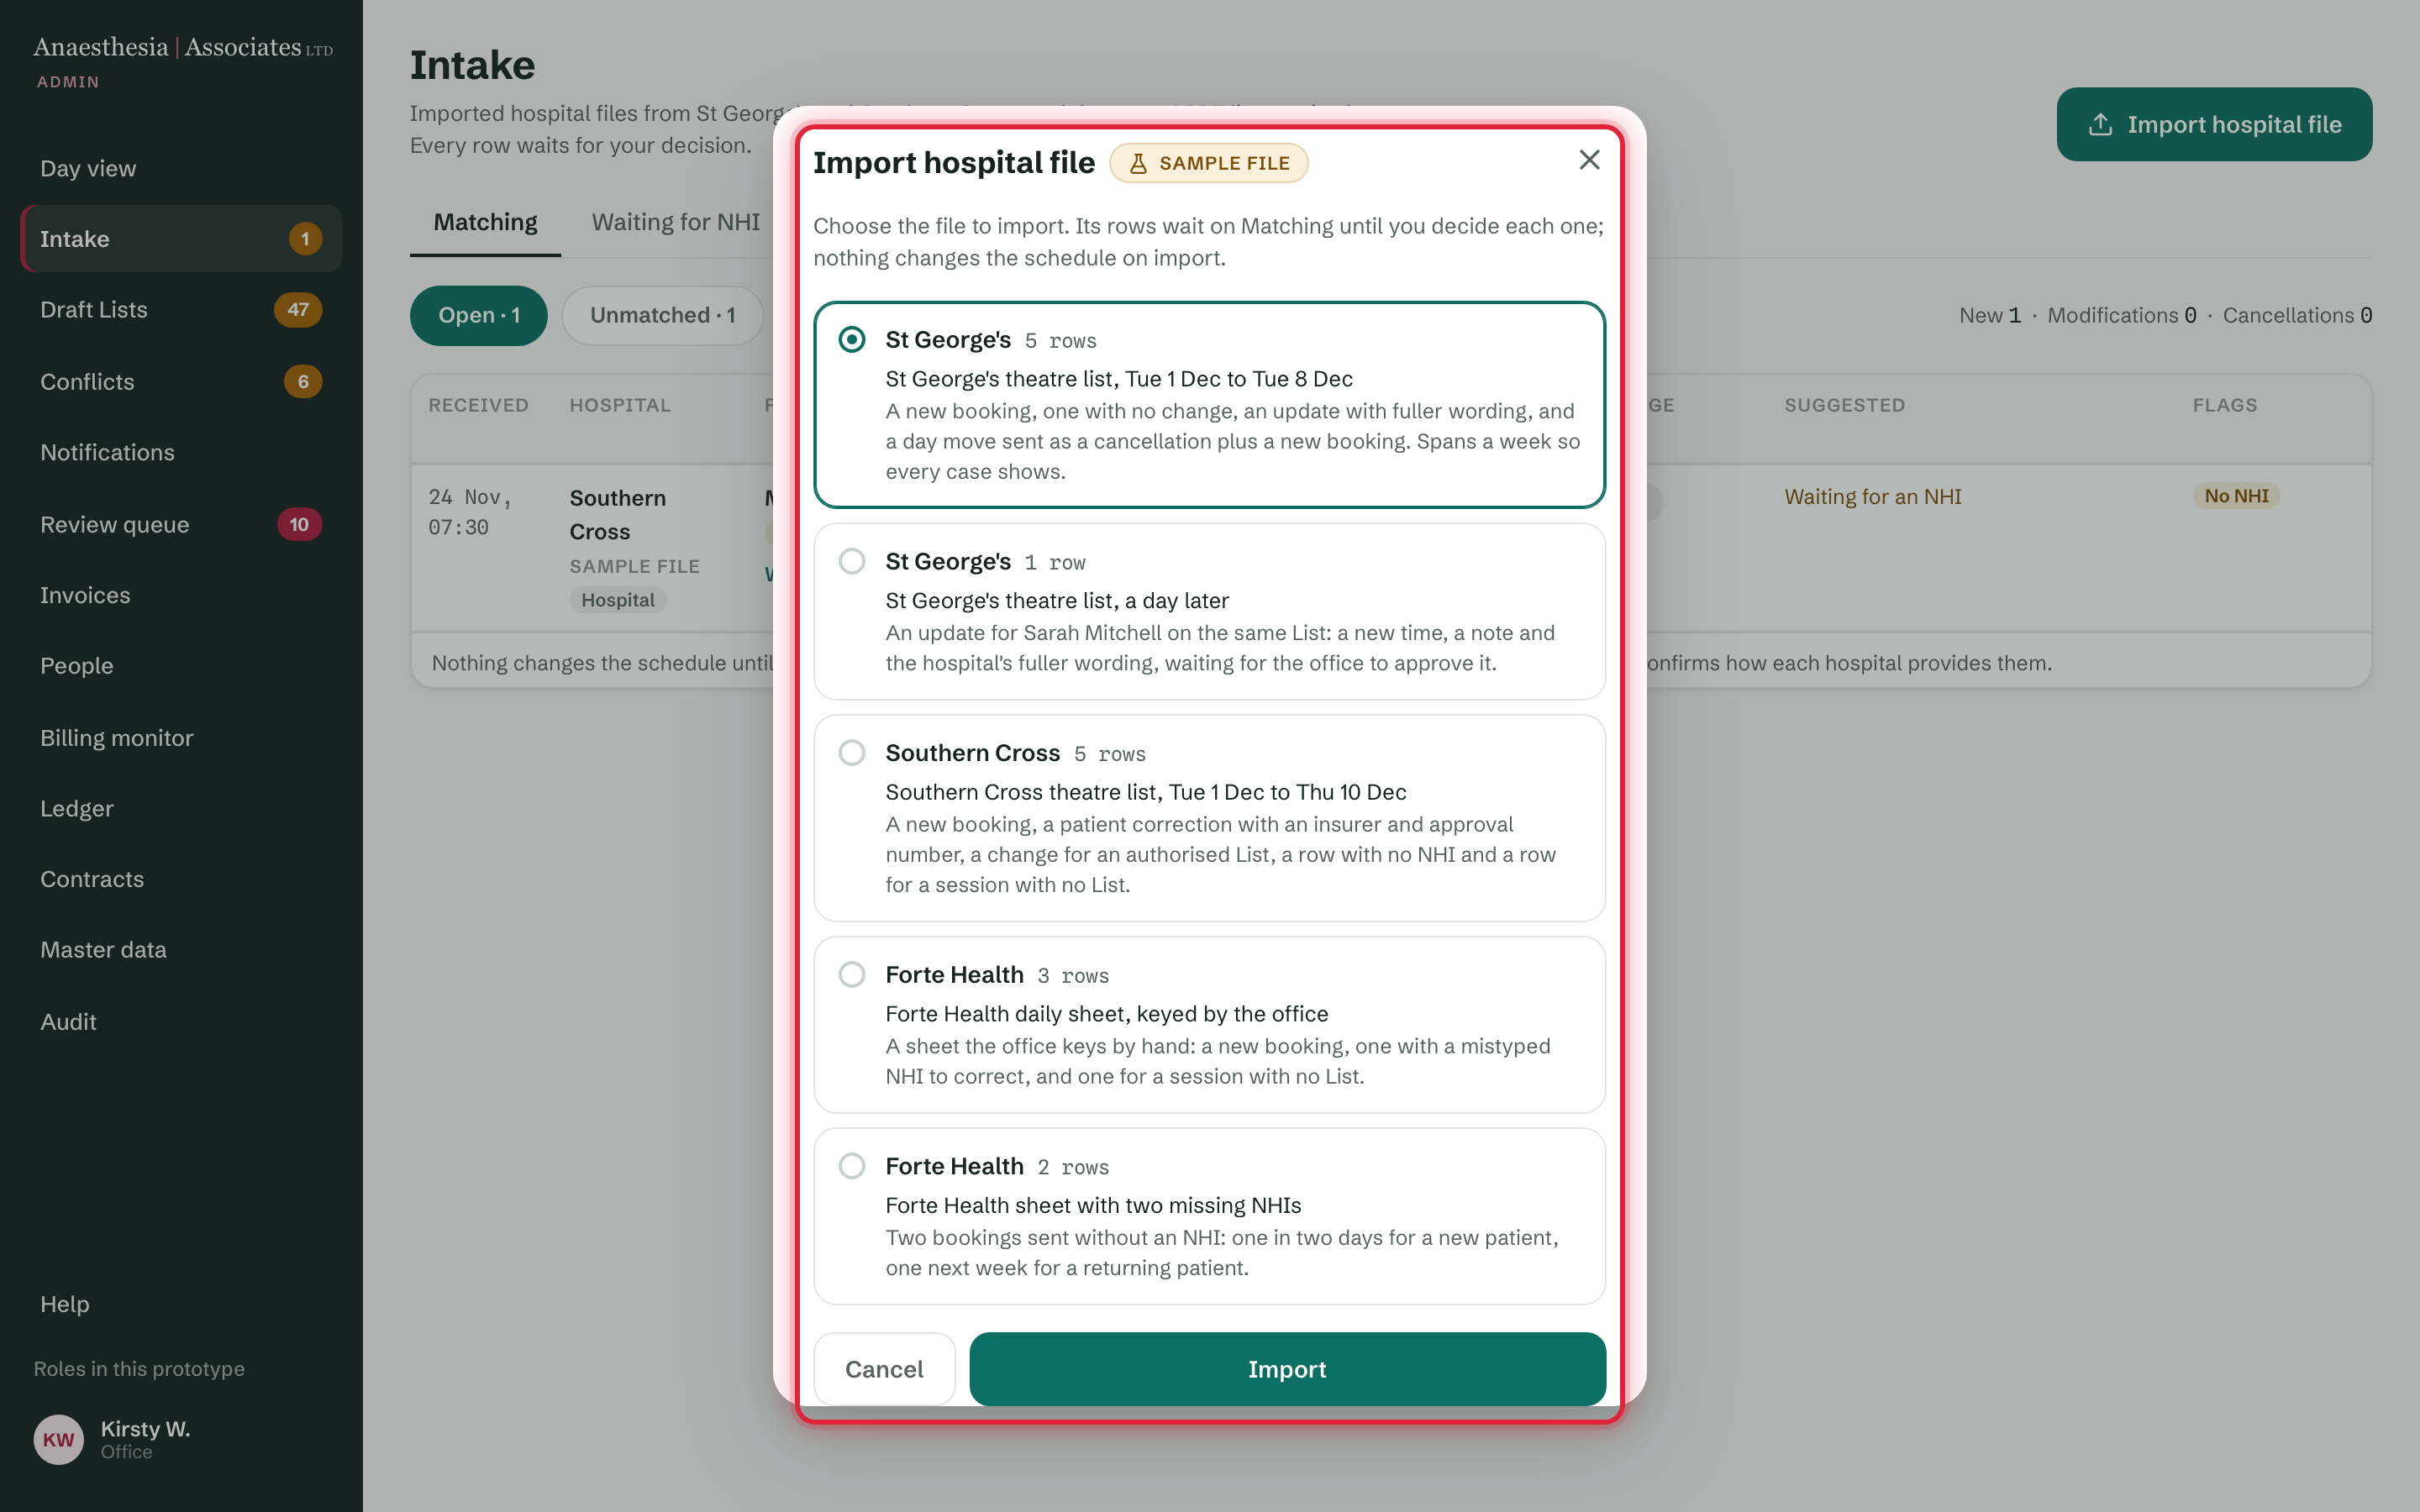 Anaesthesia | Associates LTD
ADMIN
Day view
Intake 1
Draft Lists 47
Conflicts 6
Notifications
Review queue 10
Invoices
People
Billing monitor
Ledger
Contracts
Master data
Audit
Help
Roles in this prototype
KW
Kirsty W.
Office
Intake
Imported hospital files from St
Every row waits for your decision.
Import hospital file
Matching
Waiting for NHI
Open · 1
Unmatched · 1
New 1 · Modifications 0 · Cancellations 0
RECEIVED
HOSPITAL
SUGGESTED
FLAGS
24 Nov,
07:30
Southern
Cross
SAMPLE FILE
Hospital
Waiting for an NHI
No NHI
Nothing changes the schedule until
how each hospital provides them.
Import hospital file
SAMPLE FILE
Choose the file to import. Its rows wait on Matching until you decide each one;
nothing changes the schedule on import.
St George's 5 rows
St George's theatre list, Tue 1 Dec to Tue 8 Dec
A new booking, one with no change, an update with fuller wording, and
a day move sent as a cancellation plus a new booking. Spans a week so
every case shows.
St George's 1 row
St George's theatre list, a day later
An update for Sarah Mitchell on the same List: a new time, a note and
the hospital's fuller wording, waiting for the office to approve it.
Southern Cross 5 rows
Southern Cross theatre list, Tue 1 Dec to Thu 10 Dec
A new booking, a patient correction with an insurer and approval
number, a change for an authorised List, a row with no NHI and a row
for a session with no List.
Forte Health 3 rows
Forte Health daily sheet, keyed by the office
A sheet the office keys by hand: a new booking, one with a mistyped
NHI to correct, and one for a session with no List.
Forte Health 2 rows
Forte Health sheet with two missing NHIs
Two bookings sent without an NHI: one in two days for a new patient,
one next week for a returning patient.
Cancel
Import